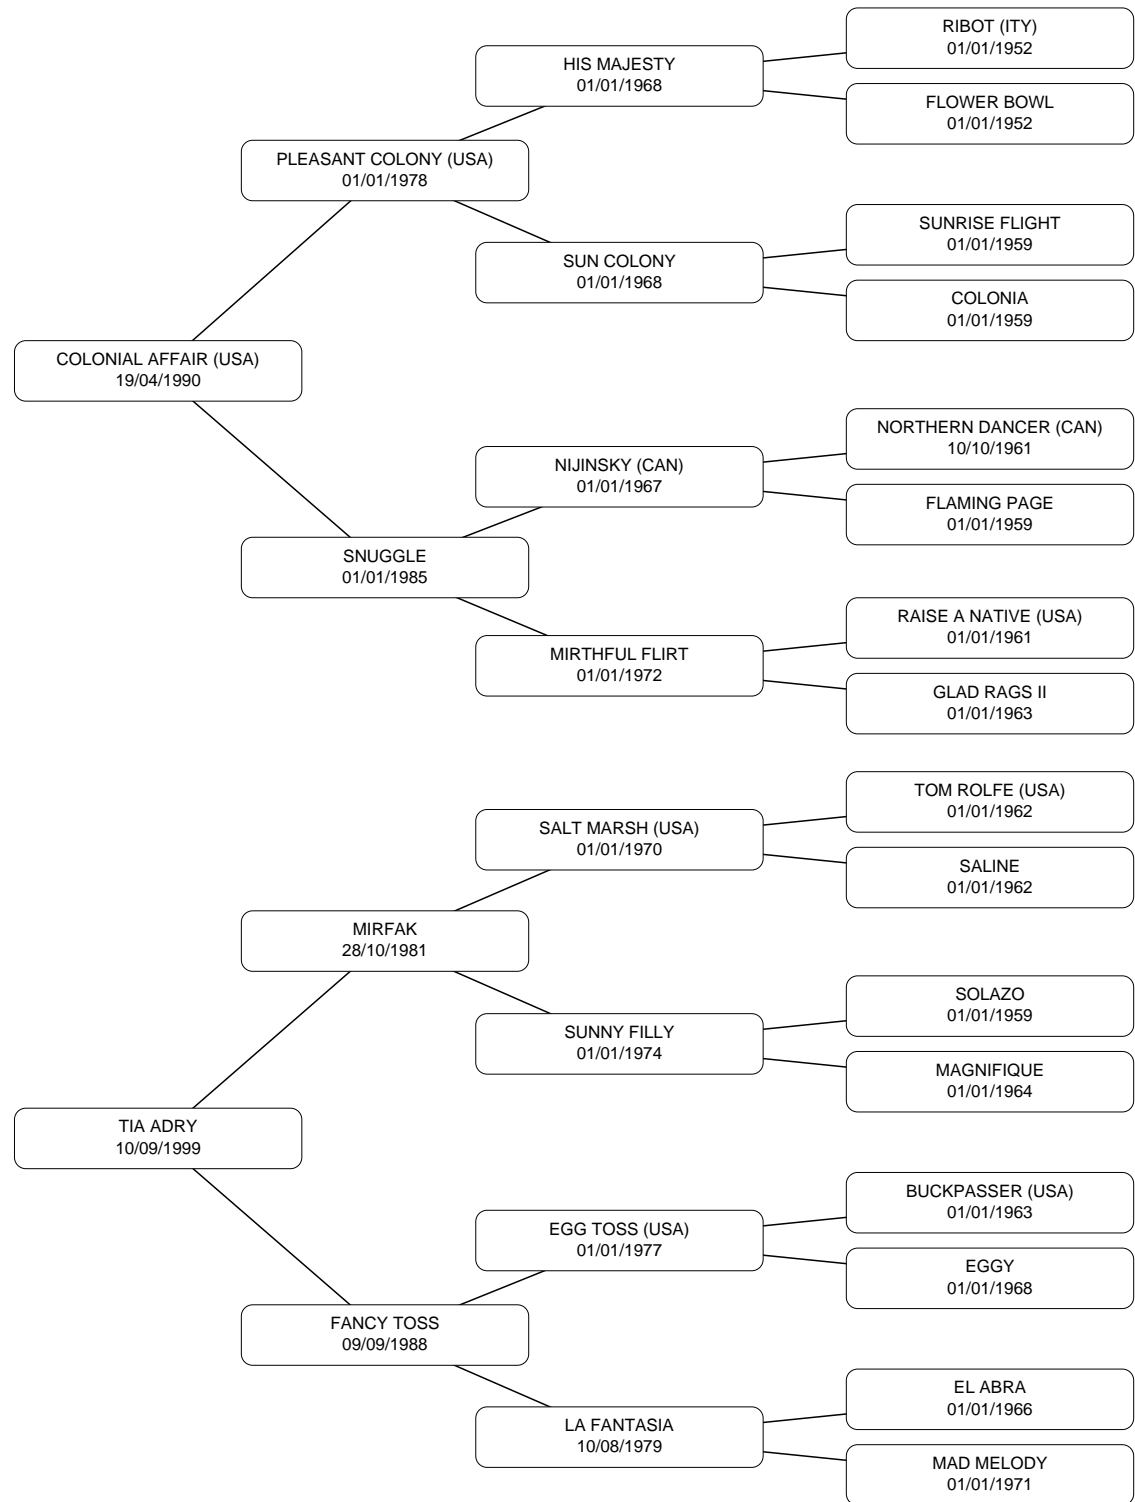 RIBOT (ITY)
01/01/1952
HIS MAJESTY
01/01/1968
FLOWER BOWL
01/01/1952
PLEASANT COLONY (USA)
01/01/1978
SUNRISE FLIGHT
01/01/1959
SUN COLONY
01/01/1968
COLONIA
01/01/1959
COLONIAL AFFAIR (USA)
19/04/1990
NORTHERN DANCER (CAN)
10/10/1961
NIJINSKY (CAN)
01/01/1967
FLAMING PAGE
01/01/1959
SNUGGLE
01/01/1985
RAISE A NATIVE (USA)
01/01/1961
MIRTHFUL FLIRT
01/01/1972
GLAD RAGS II
01/01/1963
TOM ROLFE (USA)
01/01/1962
SALT MARSH (USA)
01/01/1970
SALINE
01/01/1962
MIRFAK
28/10/1981
SOLAZO
01/01/1959
SUNNY FILLY
01/01/1974
MAGNIFIQUE
01/01/1964
TIA ADRY
10/09/1999
BUCKPASSER (USA)
01/01/1963
EGG TOSS (USA)
01/01/1977
EGGY
01/01/1968
FANCY TOSS
09/09/1988
EL ABRA
01/01/1966
LA FANTASIA
10/08/1979
MAD MELODY
01/01/1971